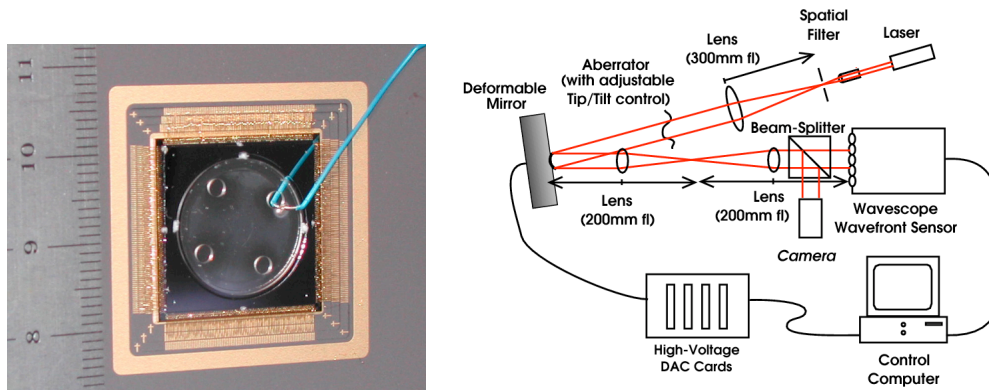 11
10
9
8
Spatial
Filter
Laser
Lens
(300mm fl)
Aberrator
(with adjustable
Tip/Tilt control)
Deformable
Mirror
Beam-Splitter
Lens
(200mm fl)
Lens
(200mm fl)
Wavescope
Wavefront Sensor
Camera
High-Voltage
DAC Cards
Control
Computer